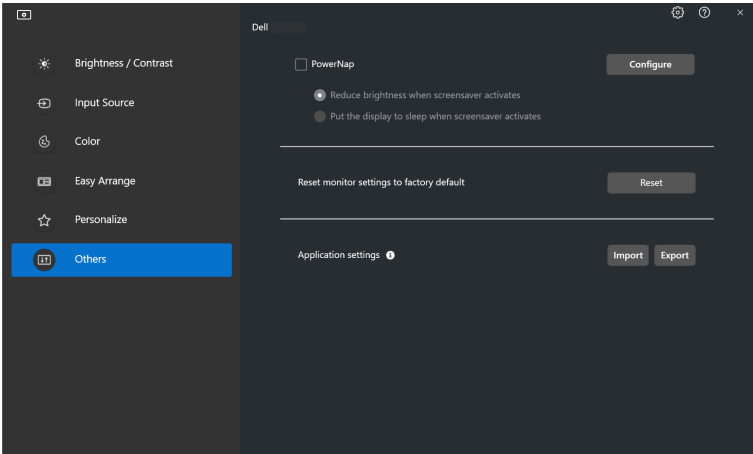 Dell
Brightness / Contrast
Input Source
Color
Easy Arrange
Personalize
Others
PowerNap
Configure
Reduce brightness when screensaver activates
Put the display to sleep when screensaver activates
Reset monitor settings to factory default
Reset
Application settings
Import
Export